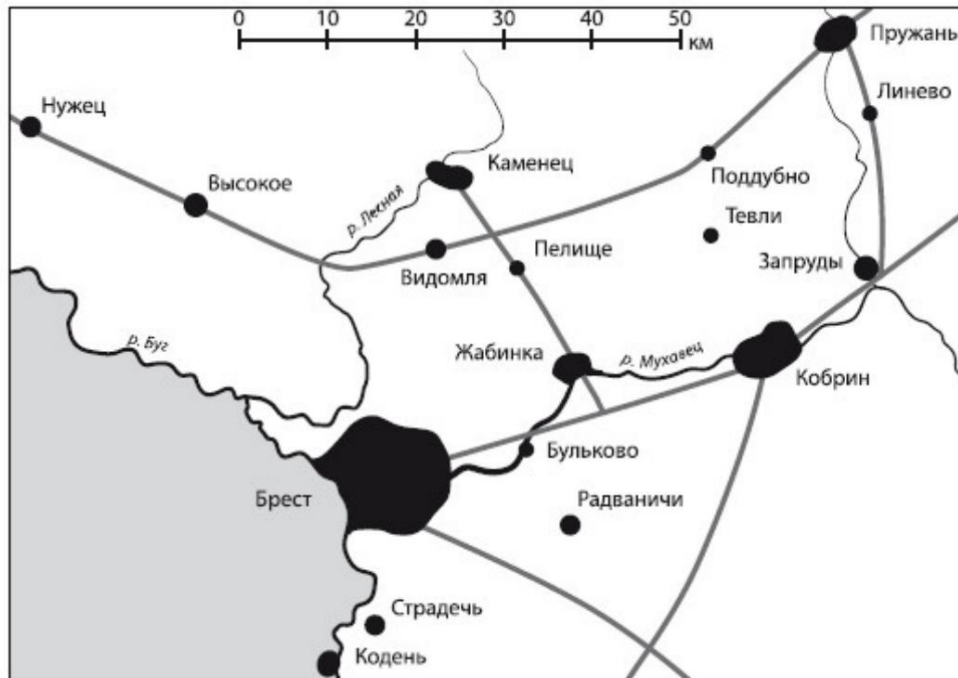 0 10 20 30 40 50
км
Пружань
Линево
Нужец
Каменец
Высокое
Поддубно
р. Лесная
Тевли
Пелище
Запруды
Видомля
р. Буг
Жабинка
р. Мухавец
Кобрин
Бульково
Брест
Радваничи
Страдечь
Кодень